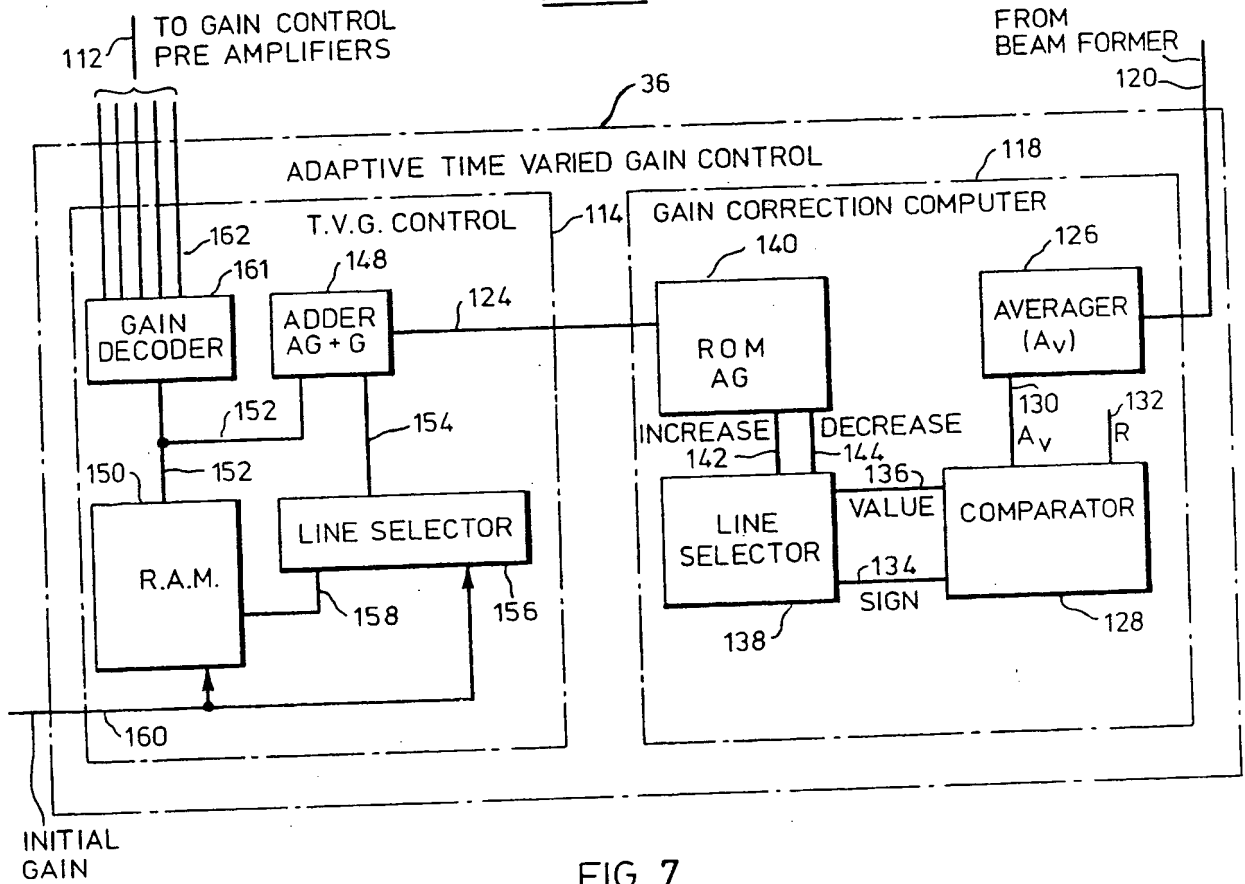 TO GAIN CONTROL
PRE AMPLIFIERS
112
FROM
BEAM FORMER
120
36
ADAPTIVE TIME VARIED GAIN CONTROL
118
T.V.G. CONTROL
114
GAIN CORRECTION COMPUTER
162
161
148
140
126
GAIN
DECODER
ADDER
AG + G
124
ROM
AG
AVERAGER
(Av)
152
154
INCREASE
142
DECREASE
144
130
Av
132
R
150
152
136
VALUE
R.A.M.
LINE SELECTOR
LINE
SELECTOR
COMPARATOR
158
156
134
SIGN
138
128
160
INITIAL
GAIN
FIG 7